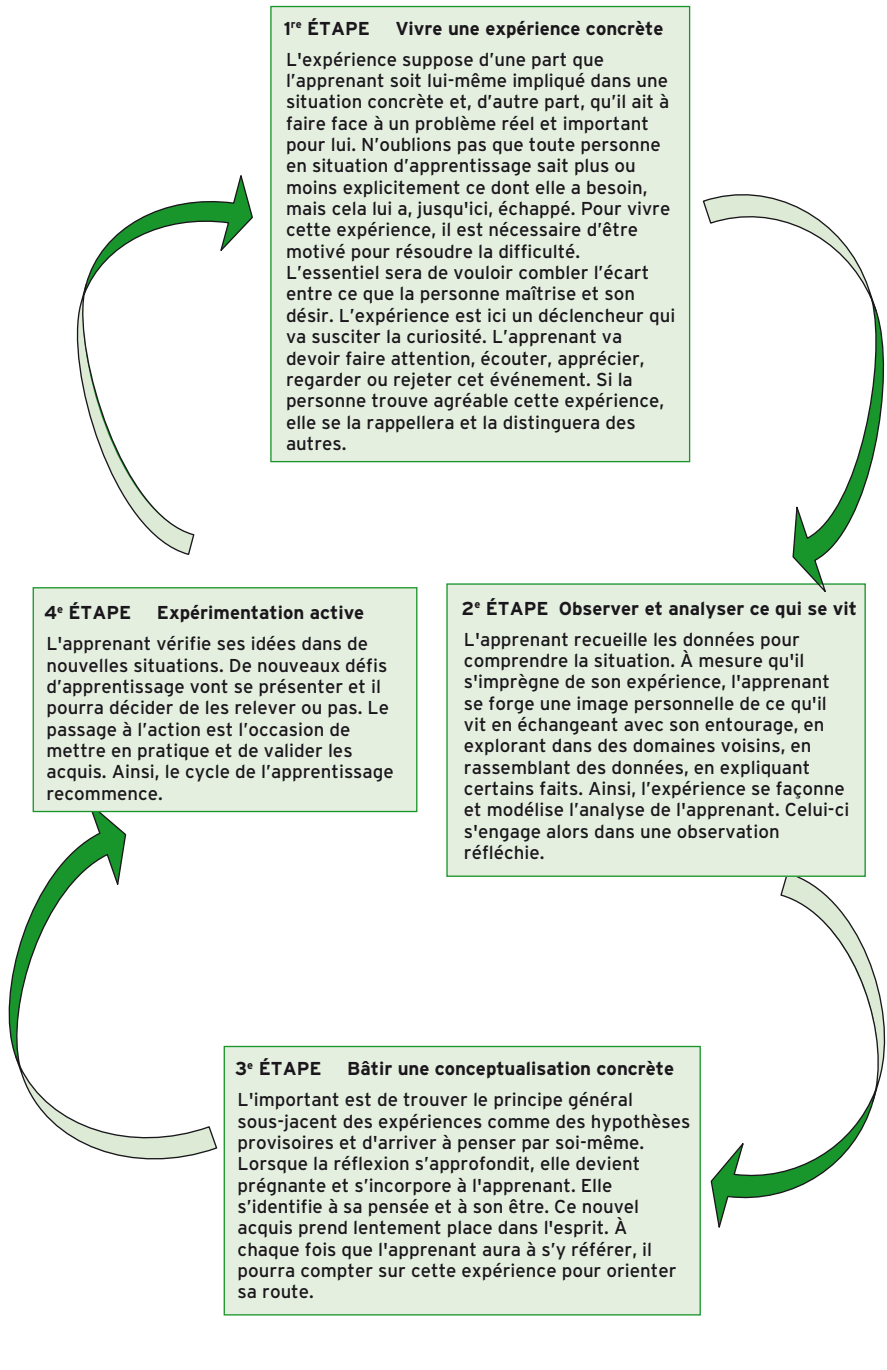 1re ÉTAPE Vivre une expérience concrète
L'expérience suppose d’une part que
l’apprenant soit lui-même impliqué dans une
situation concrète et, d’autre part, qu’il ait à
faire face à un problème réel et important
pour lui. N’oublions pas que toute personne
en situation d’apprentissage sait plus ou
moins explicitement ce dont elle a besoin,
mais cela lui a, jusqu'ici, échappé. Pour vivre
cette expérience, il est nécessaire d’être
motivé pour résoudre la difficulté.
L’essentiel sera de vouloir combler l’écart
entre ce que la personne maîtrise et son
désir. L’expérience est ici un déclencheur qui
va susciter la curiosité. L’apprenant va
devoir faire attention, écouter, apprécier,
regarder ou rejeter cet événement. Si la
personne trouve agréable cette expérience,
elle se la rappellera et la distinguera des
autres.
2e ÉTAPE Observer et analyser ce qui se vit
L'apprenant recueille les données pour
comprendre la situation. À mesure qu'il
s'imprègne de son expérience, l'apprenant
se forge une image personnelle de ce qu'il
vit en échangeant avec son entourage, en
explorant dans des domaines voisins, en
rassemblant des données, en expliquant
certains faits. Ainsi, l’expérience se façonne
et modélise l’analyse de l'apprenant. Celui-ci
s'engage alors dans une observation
réfléchie.
3e ÉTAPE Bâtir une conceptualisation concrète
L'important est de trouver le principe général
sous-jacent des expériences comme des hypothèses
provisoires et d'arriver à penser par soi-même.
Lorsque la réflexion s’approfondit, elle devient
prégnante et s’incorpore à l'apprenant. Elle
s’identifie à sa pensée et à son être. Ce nouvel
acquis prend lentement place dans l'esprit. À
chaque fois que l'apprenant aura à s’y référer, il
pourra compter sur cette expérience pour orienter
sa route.
4e ÉTAPE Expérimentation active
L'apprenant vérifie ses idées dans de
nouvelles situations. De nouveaux défis
d’apprentissage vont se présenter et il
pourra décider de les relever ou pas. Le
passage à l’action est l’occasion de
mettre en pratique et de valider les
acquis. Ainsi, le cycle de l’apprentissage
recommence.